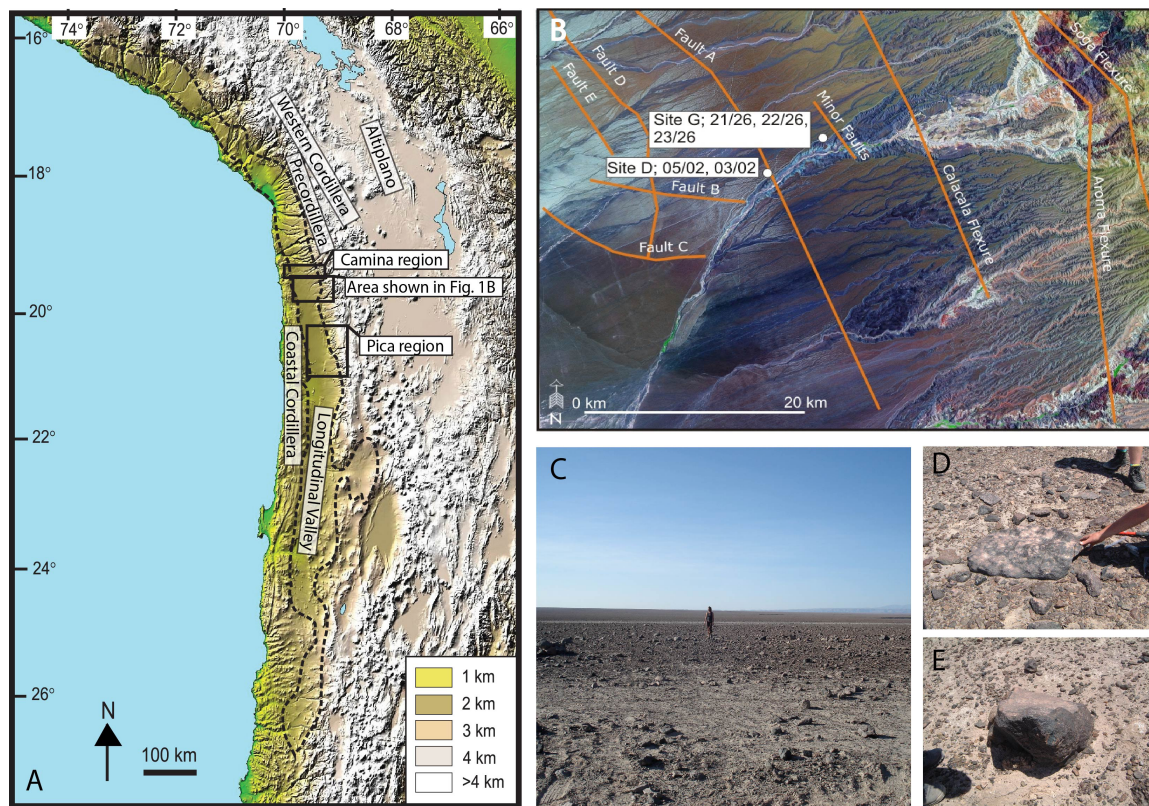 74°
72°
70°
68°
66°
16°
18°
20°
22°
24°
26°
Western Cordillera
Precordillera
Altiplano
Camina region
Area shown in Fig. 1B
Pica region
Coastal Cordillera
Longitudinal Valley
N
100 km
A
1 km
2 km
3 km
4 km
>4 km
B
Fault E
Fault D
Fault A
Soga Flexure
Minor Faults
Site G; 21/26, 22/26,
23/26
Site D; 05/02, 03/02
Fault B
Fault C
Calacala Flexure
Aroma Flexure
N
0 km
20 km
C
D
E